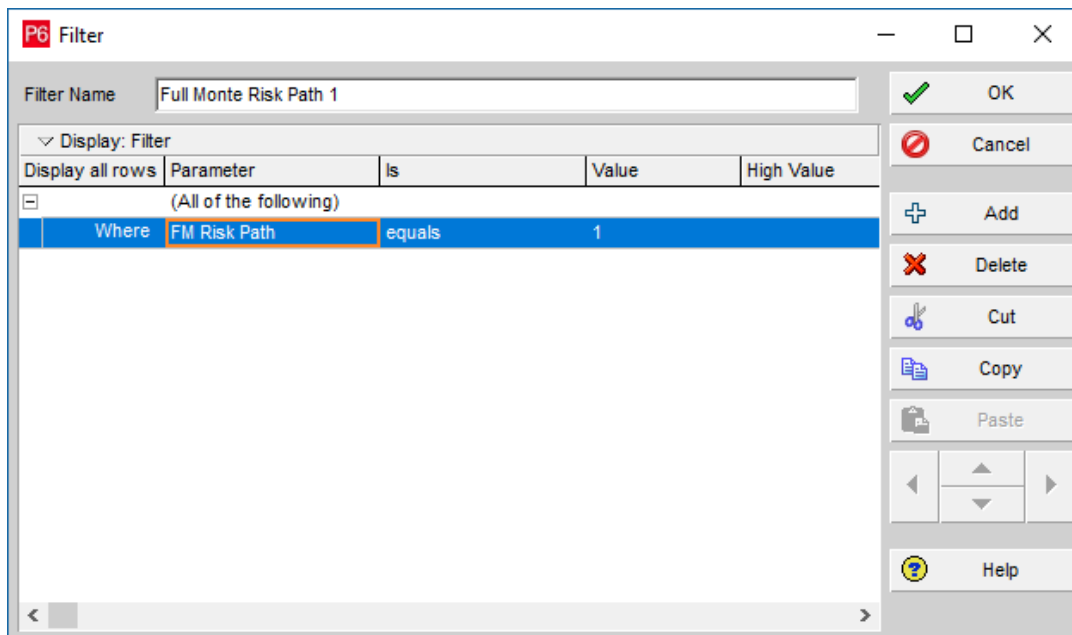 P6 Filter
Filter Name Full Monte Risk Path 1
Display: Filter
Display all rows Parameter Is Value High Value
(All of the following)
Where FM Risk Path equals 1
OK
Cancel
Add
Delete
Cut
Copy
Paste
Help